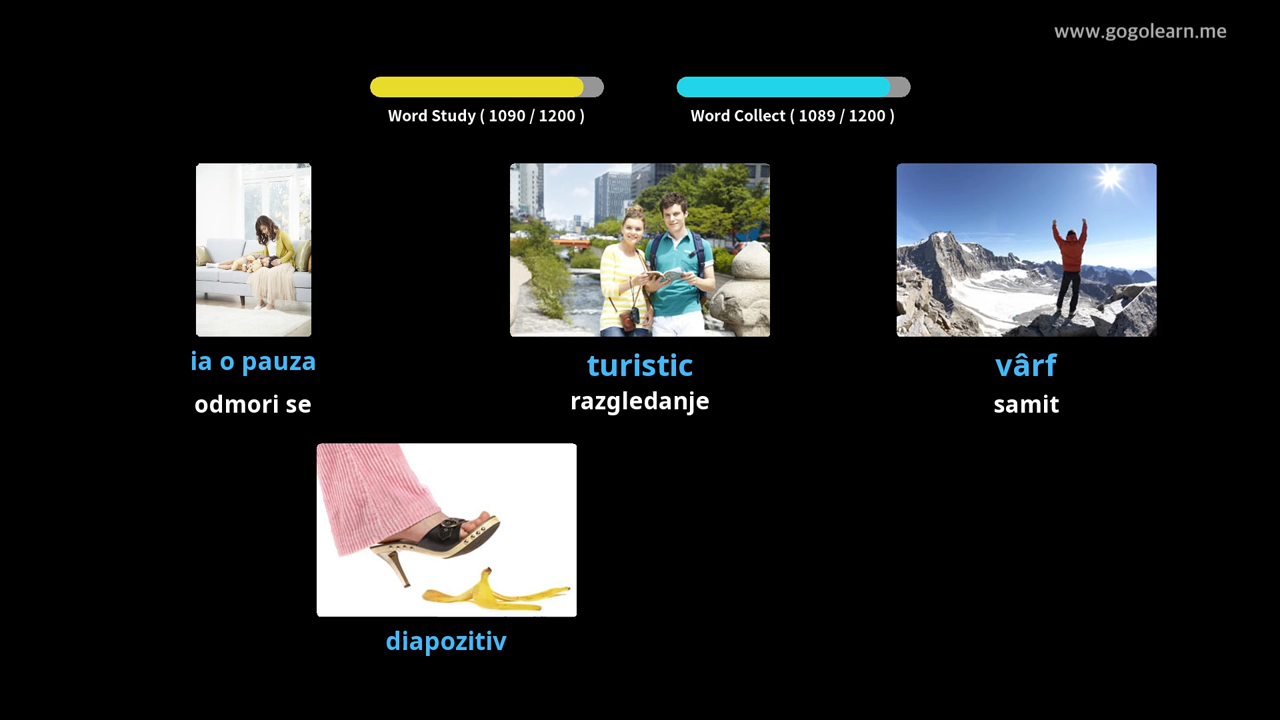 www.gogolearn.me
Word Study ( 1090 / 1200 )
Word Collect ( 1089 / 1200 )
ia o pauza
odmori se
turistic
razgledanje
vârf
samit
diapozitiv